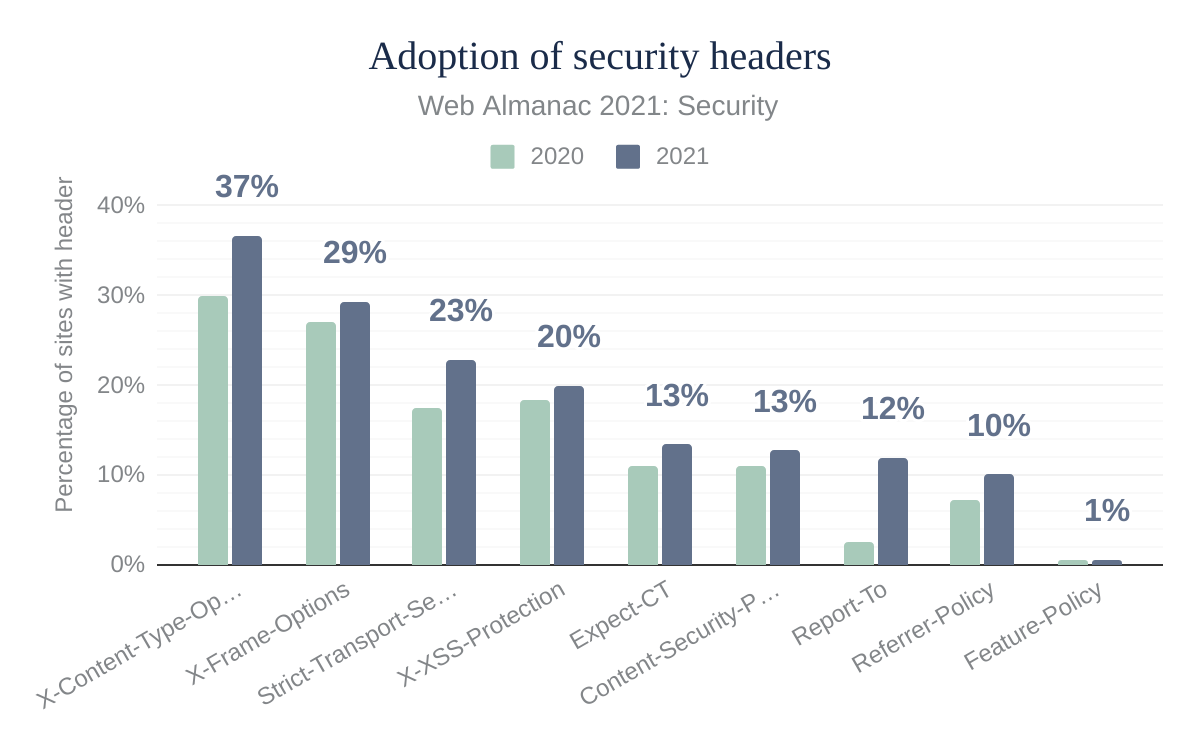 Adoption of security headers
Web Almanac 2021: Security
2020 2021
Percentage of sites with header
40%
30%
20%
10%
0%
37%
29%
23%
20%
13%
13%
12%
10%
1%
X-Content-Type-Op…
X-Frame-Options
Strict-Transport-Se…
X-XSS-Protection
Expect-CT
Content-Security-P…
Report-To
Referrer-Policy
Feature-Policy